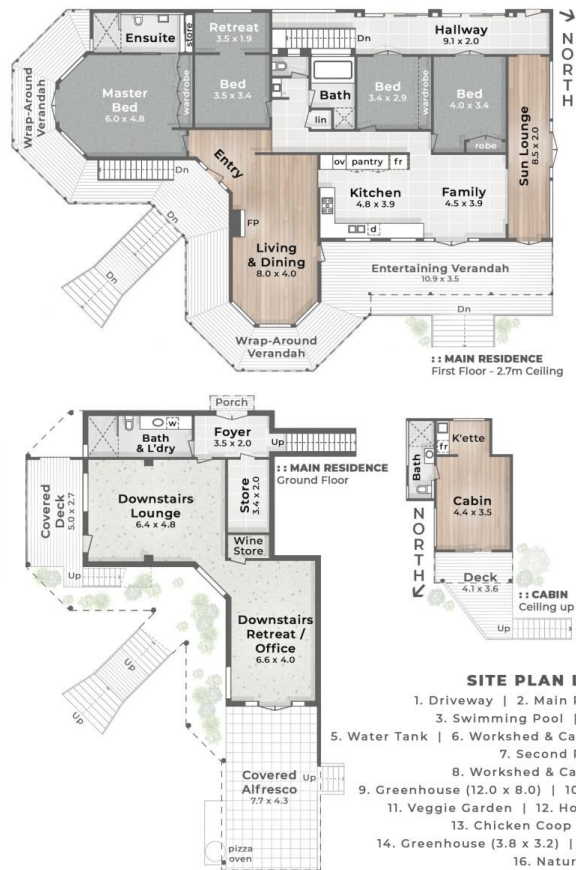 Ensuite
store
Retreat
3.5 x 1.9
Dn
Hallway
9.1 x 2.0
NORTH
Wrap-Around
Verandah
Master
Bed
6.0 x 4.8
wardrobe
Bed
3.5 x 3.4
Bath
lin
Bed
3.4 x 2.9
wardrobe
Bed
4.0 x 3.4
robe
Sun Lounge
8.5 x 2.0
Entry
ov
pantry
fr
Kitchen
4.8 x 3.9
Family
4.5 x 3.9
Dn
Dn
Dn
FP
d
Living
& Dining
8.0 x 4.0
Entertaining Verandah
10.9 x 3.5
Dn
Wrap-Around
Verandah
:: MAIN RESIDENCE
First Floor - 2.7m Ceiling
Porch
Bath
& L'dry
w
Foyer
3.5 x 2.0
Up
:: MAIN RESIDENCE
Ground Floor
Covered
Deck
5.0 x 2.7
Downstairs
Lounge
6.4 x 4.8
Store
3.4 x 2.0
Wine
Store
Up
Up
Up
Downstairs
Retreat /
Office
6.6 x 4.0
Covered
Alfresco
7.7 x 4.3
Up
pizza
oven
Bath
fr
K'ette
Cabin
4.4 x 3.5
NORTH
Deck
4.1 x 3.6
Up
:: CABIN
Ceiling up
SITE PLAN L
1. Driveway | 2. Main R
3. Swimming Pool |
5. Water Tank | 6. Workshed & Ca
7. Second
8. Workshed & Ca
9. Greenhouse (12.0 x 8.0) | 10
11. Veggie Garden | 12. Ho
13. Chicken Coop
14. Greenhouse (3.8 x 3.2) |
16. Natur